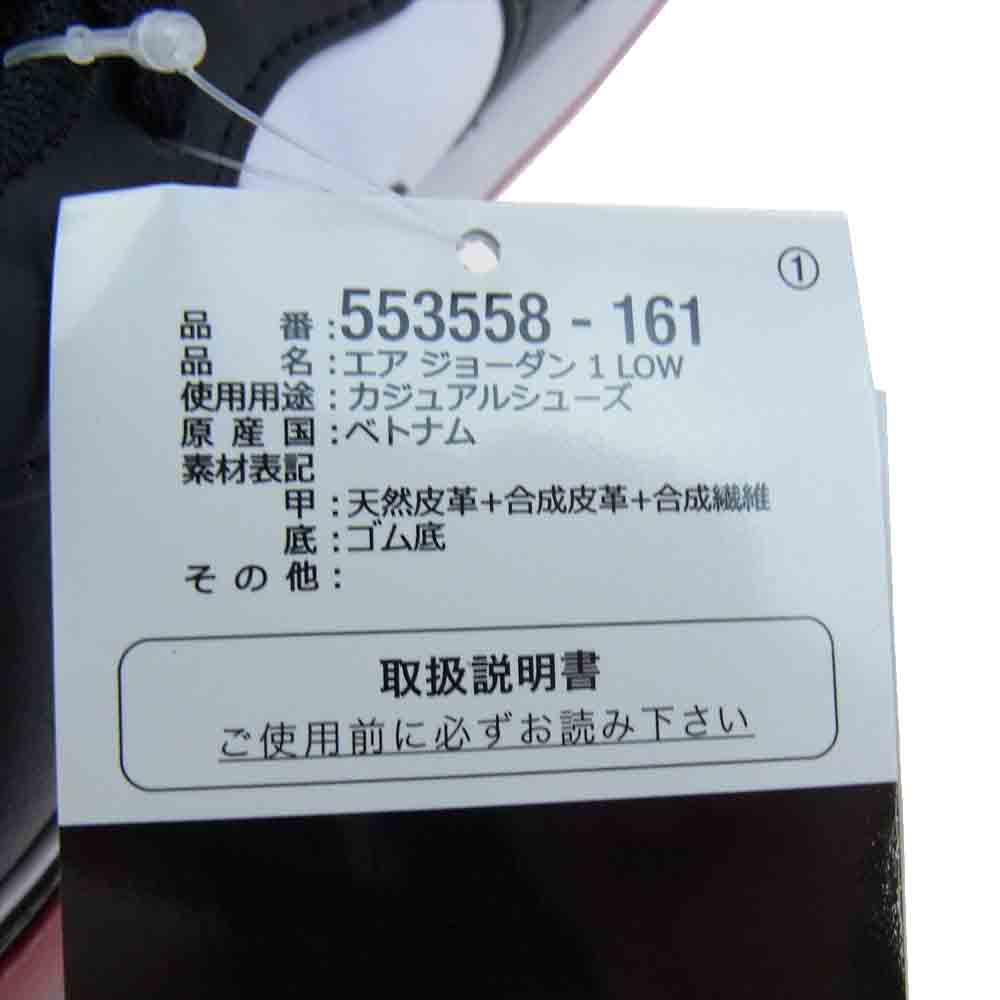 ①
品 番：553558 - 161
品 名：エア ジョーダン 1 LOW
使用用途：カジュアルシューズ
原 産 国：ベトナム
素材表記
甲：天然皮革+合成皮革+合成繊維
底：ゴム底
そ の 他：
取扱説明書
ご使用前に必ずお読み下さい